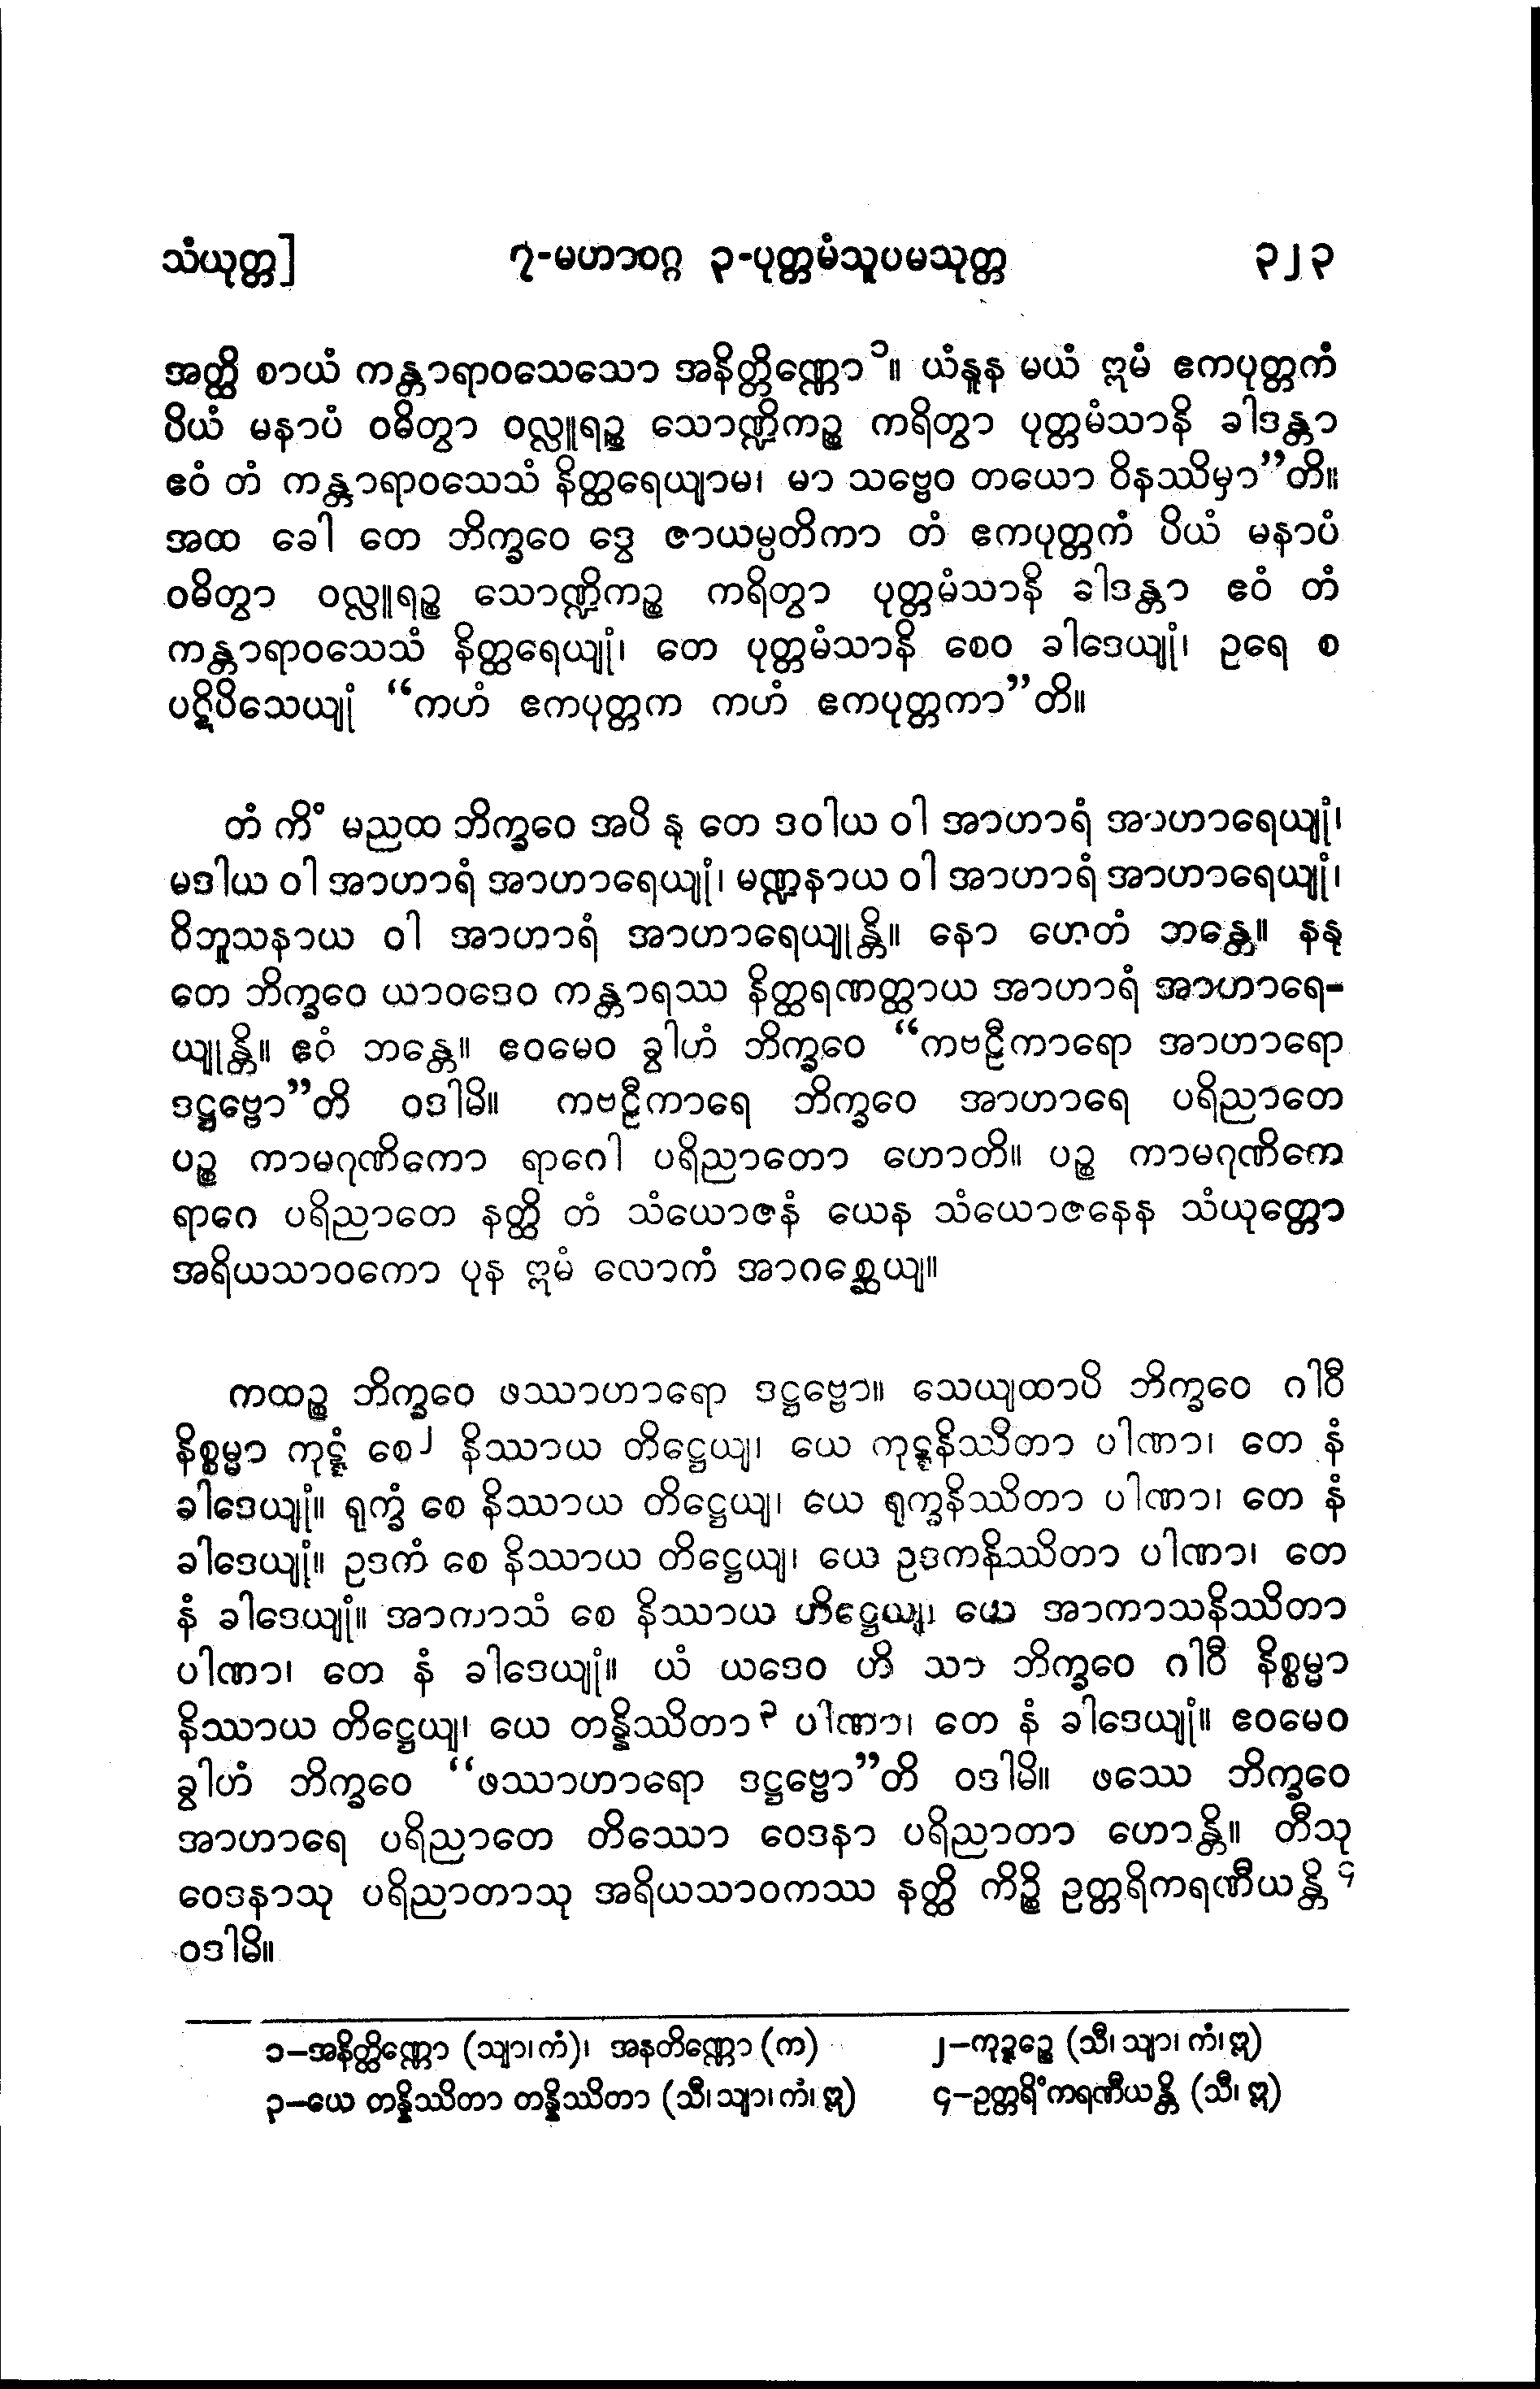 သံယုတ္တ] ၇-မဟာဝဂ္ဂ ၃-ပုတ္တမံသူပမသုတ္တ ၃၂၃
အတ္ထိ စာယံ ကန္တာရာဝသေသော အနိတ္တိဏ္ဏော၁။ ယံနူန မယံ ဣမံ ဧကပုတ္တကံ
ပိယံ မနာပံ ဝဓိတွာ ဝလ္လူရဉ္စ သောဏ္ဍိကဉ္စ ကရိတွာ ပုတ္တမံသာနိ ခါဒန္တာ
ဧဝံ တံ ကန္တာရာဝသေသံ နိတ္ထရေယျာမ၊ မာ သဗ္ဗေဝ တယော ဝိနဿိမှာ”တိ။
အထ ခေါ တေ ဘိက္ခဝေ ဒွေ ဇာယမ္ပတိကာ တံ ဧကပုတ္တကံ ပိယံ မနာပံ
ဝဓိတွာ ဝလ္လူရဉ္စ သောဏ္ဍိကဉ္စ ကရိတွာ ပုတ္တမံသာနိ ခါဒန္တာ ဧဝံ တံ
ကန္တာရာဝသေသံ နိတ္ထရေယျုံ၊ တေ ပုတ္တမံသာနိ စေဝ ခါဒေယျုံ၊ ဥရေ စ
ပဋိပိသေယျုံ “ကဟံ ဧကပုတ္တက ကဟံ ဧကပုတ္တကာ”တိ။
တံ ကိံ မညထ ဘိက္ခဝေ အပိ နု တေ ဒဝါယ ဝါ အာဟာရံ အာဟာရေယျုံ၊
မဒါယ ဝါ အာဟာရံ အာဟာရေယျုံ၊ မဏ္ဍနာယ ဝါ အာဟာရံ အာဟာရေယျုံ၊
ဝိဘူသနာယ ဝါ အာဟာရံ အာဟာရေယျုန္တိ။ နော ဟေတံ ဘန္တေ။ နနု
တေ ဘိက္ခဝေ ယာဝဒေဝ ကန္တာရဿ နိတ္ထရဏတ္ထာယ အာဟာရံ အာဟာရေ-
ယျုန္တိ။ ဧဝံ ဘန္တေ။ ဧဝမေဝ ခွါဟံ ဘိက္ခဝေ “ကဗဠီကာရော အာဟာရော
ဒဋ္ဌဗ္ဗော”တိ ဝဒါမိ။ ကဗဠီကာရေ ဘိက္ခဝေ အာဟာရေ ပရိညာတေ
ပဉ္စ ကာမဂုဏိကော ရာဂေါ ပရိညာတော ဟောတိ။ ပဉ္စ ကာမဂုဏိကေ
ရာဂေ ပရိညာတေ နတ္ထိ တံ သံယောဇနံ ယေန သံယောဇနေန သံယုတ္တော
အရိယသာဝကော ပုန ဣမံ လောကံ အာဂစ္ဆေယျ။
ကထဉ္စ ဘိက္ခဝေ ဖဿာဟာရော ဒဋ္ဌဗ္ဗော။ သေယျထာပိ ဘိက္ခဝေ ဂါဝီ
နိစ္စမ္မာ ကုဋ္ဋံ စေ၂ နိဿာယ တိဋ္ဌေယျ၊ ယေ ကုဋ္ဋနိဿိတာ ပါဏာ၊ တေ နံ
ခါဒေယျုံ။ ရုက္ခံ စေ နိဿာယ တိဋ္ဌေယျ၊ ယေ ရုက္ခနိဿိတာ ပါဏာ၊ တေ နံ
ခါဒေယျုံ။ ဥဒကံ စေ နိဿာယ တိဋ္ဌေယျ၊ ယေ ဥဒကနိဿိတာ ပါဏာ၊ တေ
နံ ခါဒေယျုံ။ အာကာသံ စေ နိဿာယ တိဋ္ဌေယျ၊ ယေ အာကာသနိဿိတာ
ပါဏာ၊ တေ နံ ခါဒေယျုံ။ ယံ ယဒေဝ ဟိ သာ ဘိက္ခဝေ ဂါဝီ နိစ္စမ္မာ
နိဿာယ တိဋ္ဌေယျ၊ ယေ တန္နိဿိတာ၃ ပါဏာ၊ တေ နံ ခါဒေယျုံ။ ဧဝမေဝ
ခွါဟံ ဘိက္ခဝေ “ဖဿာဟာရော ဒဋ္ဌဗ္ဗော”တိ ဝဒါမိ။ ဖဿေ ဘိက္ခဝေ
အာဟာရေ ပရိညာတေ တိဿော ဝေဒနာ ပရိညာတာ ဟောန္တိ။ တီသု
ဝေဒနာသု ပရိညာတာသု အရိယသာဝကဿ နတ္ထိ ကိဉ္စိ ဥတ္တရိကရဏီယန္တိ၄
ဝဒါမိ။
၁–အနိတ္ထိဏ္ဏော (သျာ၊ကံ)၊ အနတိဏ္ဏော (က) ၂–ကုဍ္ဍဉ္စေ (သီ၊ သျာ၊ ကံ၊ဣ)
၃–ယေ တန္နိဿိတာ တန္နိဿိတာ (သီ၊သျာ၊ကံ၊ ဣ) ၄–ဥတ္တရိံကရဏီယန္တိ (သီ၊ ဣ)